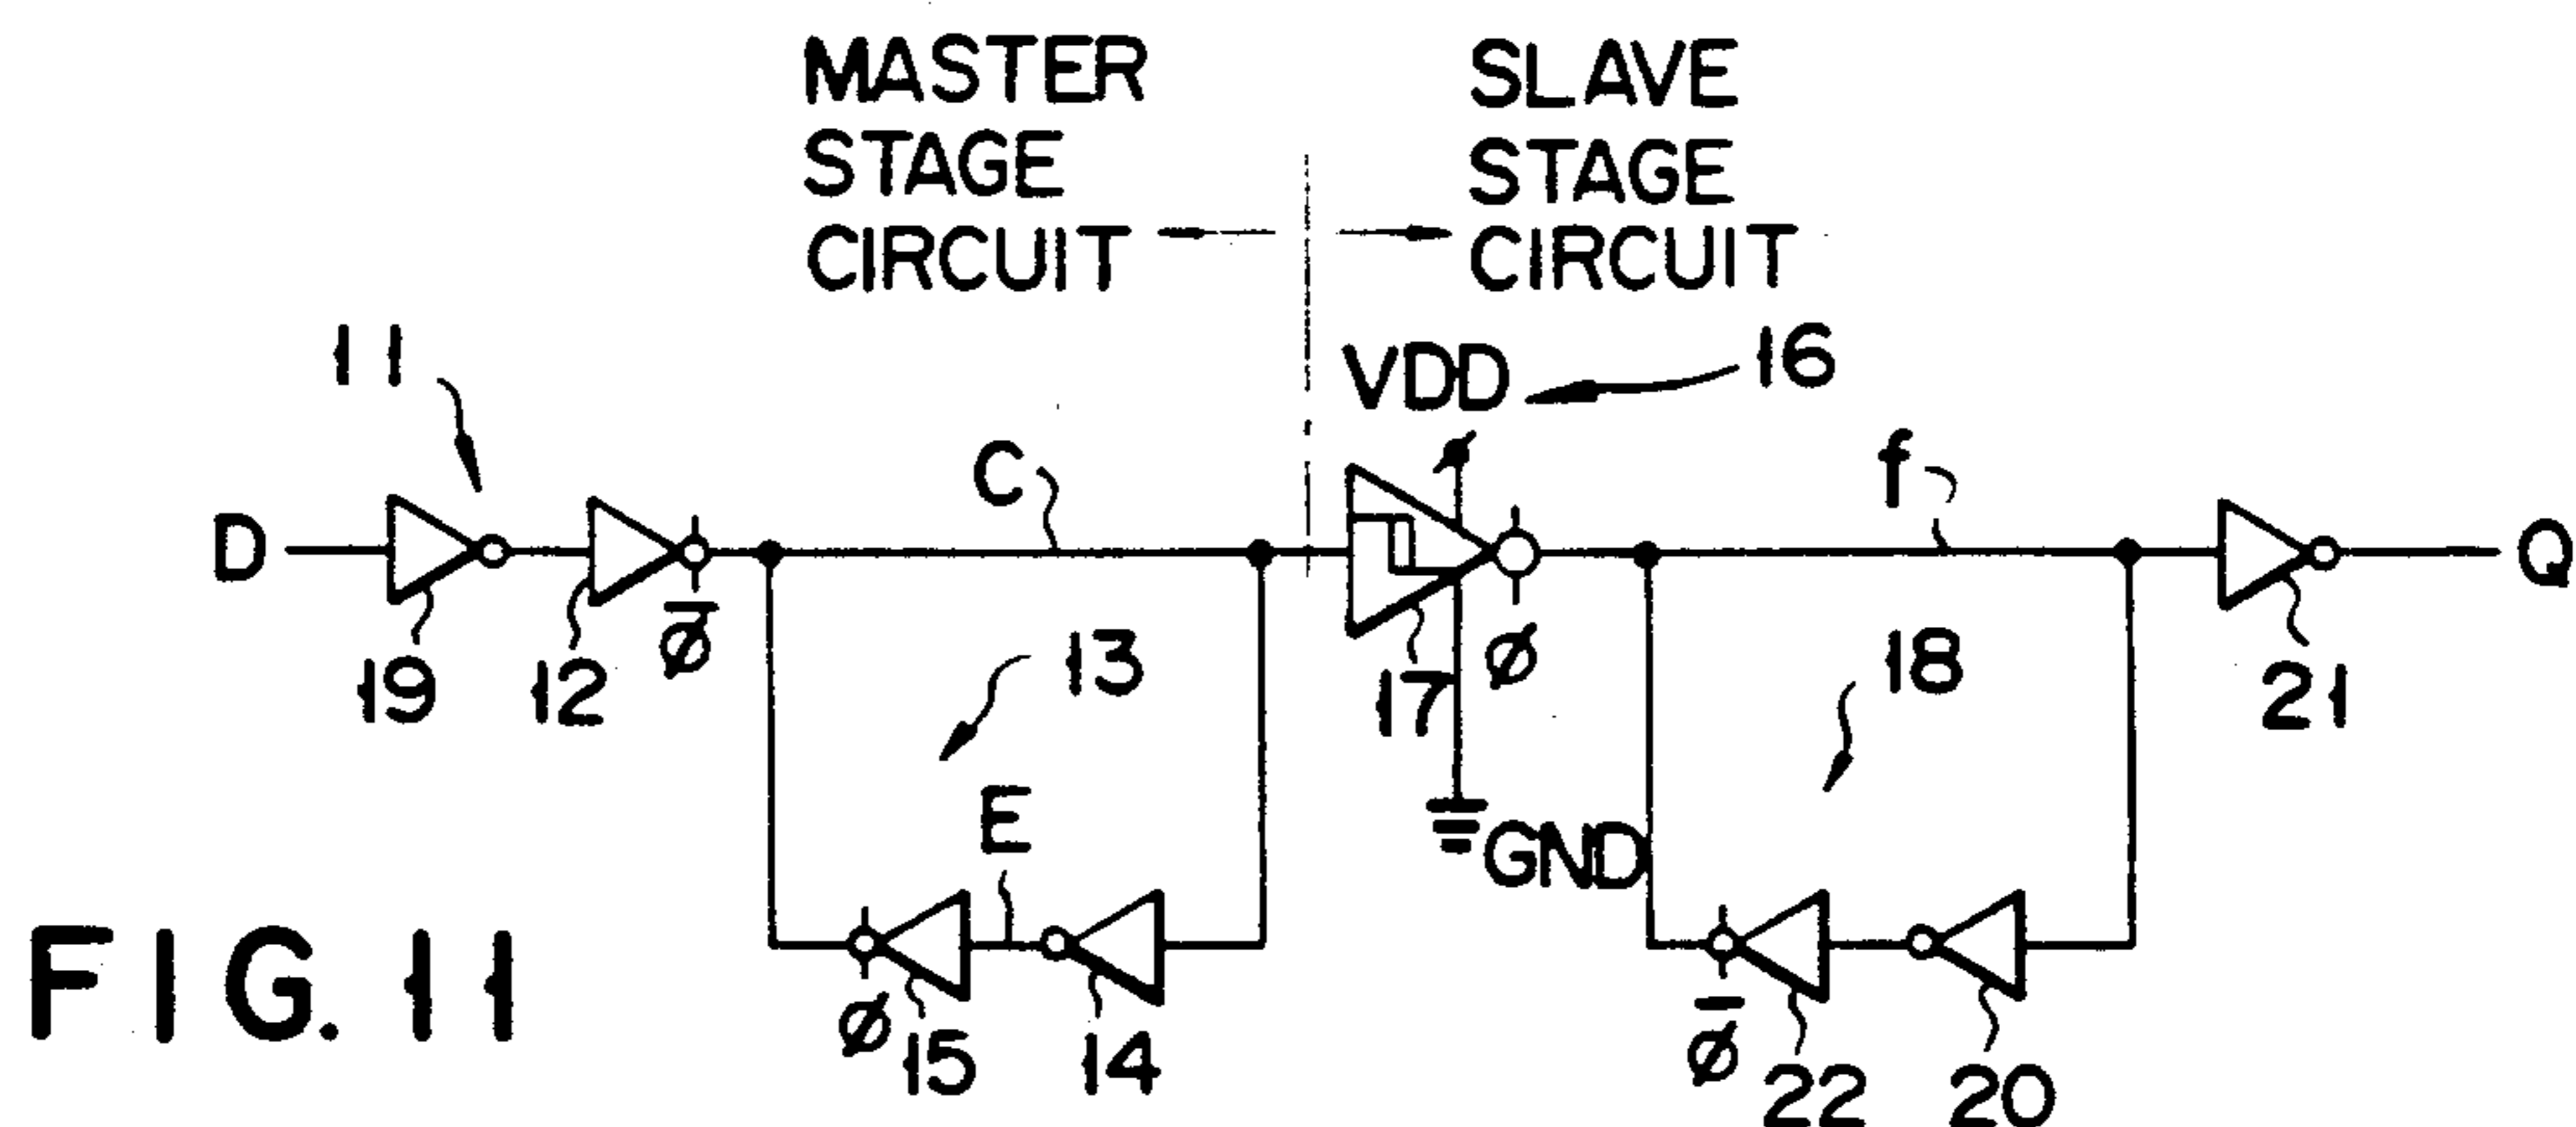 MASTER
STAGE
CIRCUIT
SLAVE
STAGE
CIRCUIT
11
VDD
16
C
f
D
Q
19
12
φ̅
13
17
φ
18
21
E
GND
φ
15
14
φ̅
22
20
FIG. 11